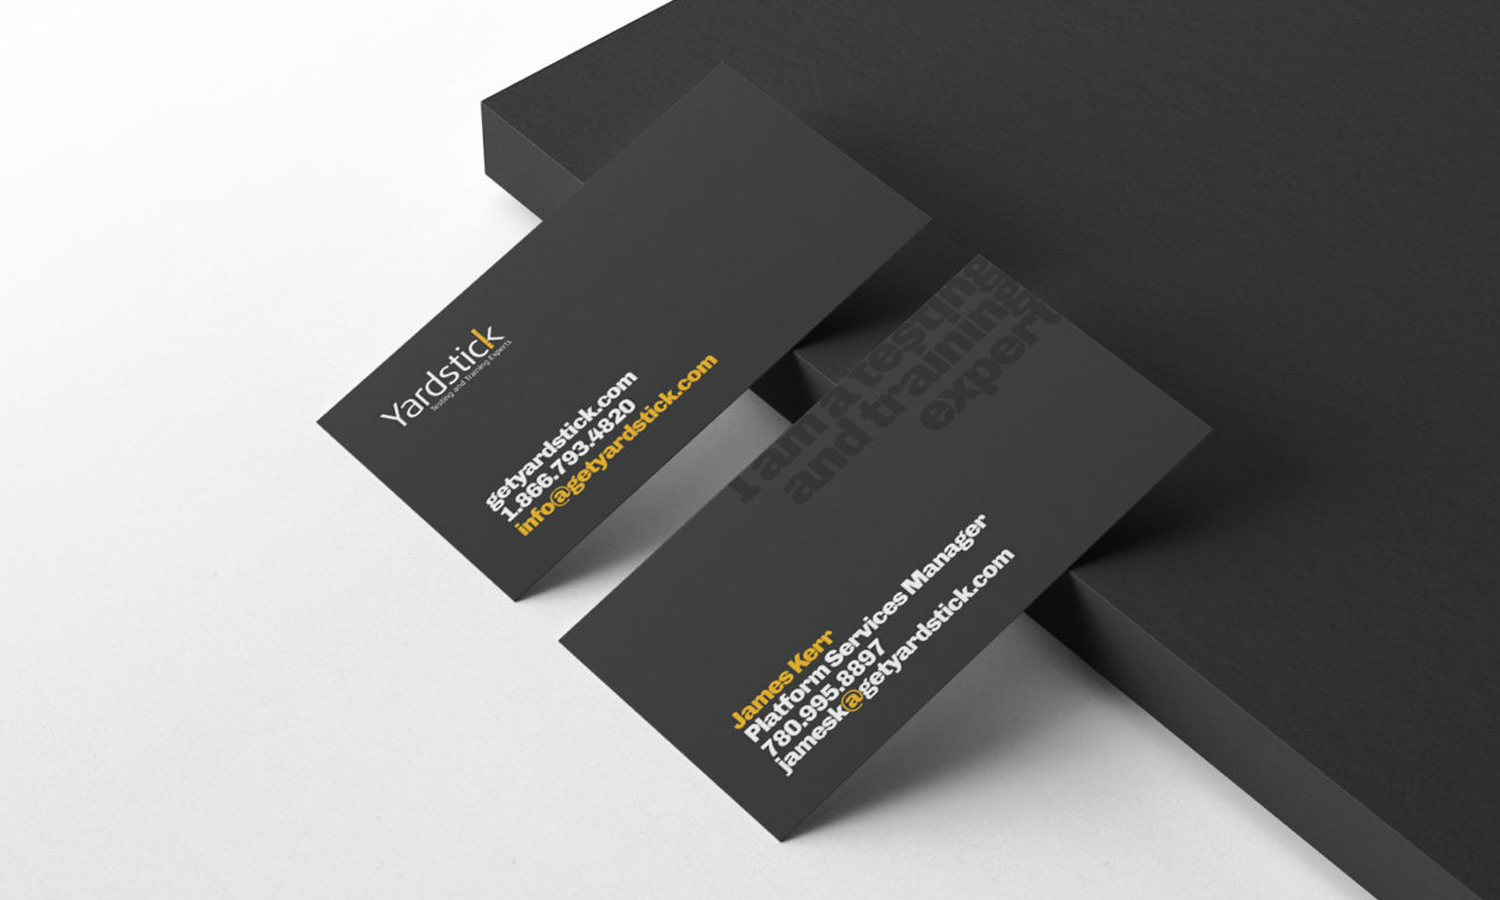 Yardstick
Testing and Training Experts
getyardstick.com
1.866.793.4820
info@getyardstick.com
I am a testing
and training
expert
James Kerr
Platform Services Manager
780.995.8897
jamesk@getyardstick.com